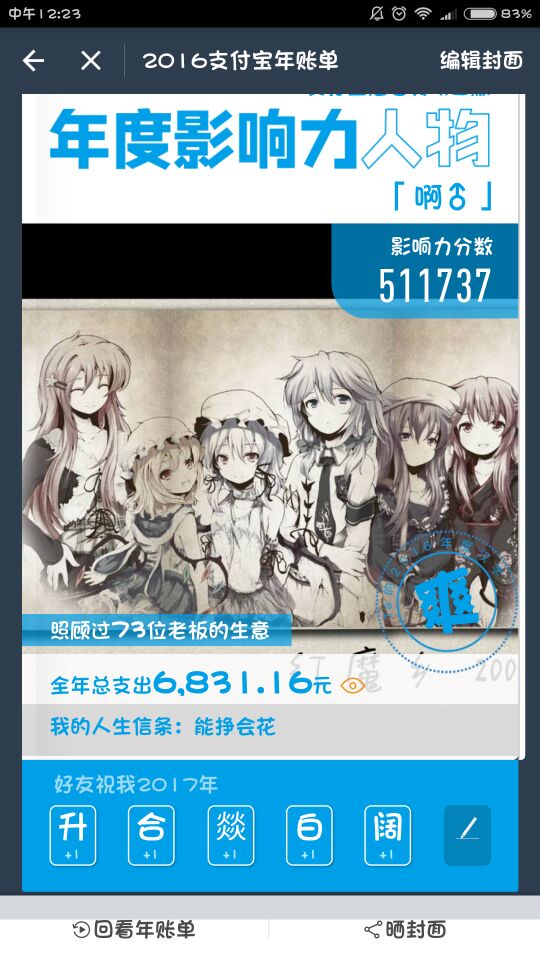 中午12:23
83%
2016支付宝年账单
编辑封面
年度影响力人物
「啊♂」
影响力分数
511737
爽
照顾过73位老板的生意
全年总支出6,831.16元
我的人生信条：能挣会花
好友祝我2017年
升 合 燚 白 阔
+1 +1 +1 +1 +1
回看年账单
晒封面